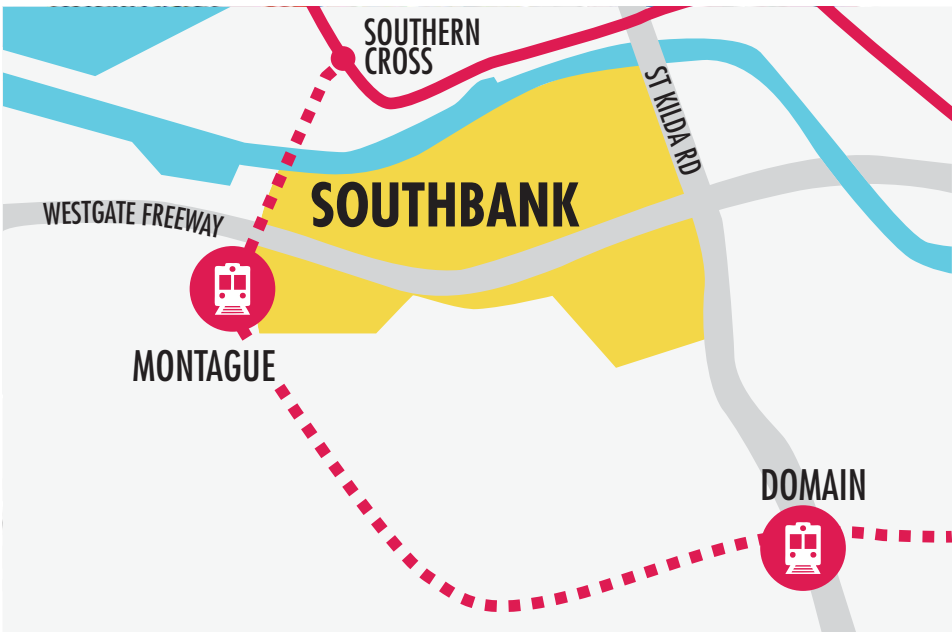 SOUTHERN
CROSS
ST KILDA RD
SOUTHBANK
WESTGATE FREEWAY
MONTAGUE
DOMAIN